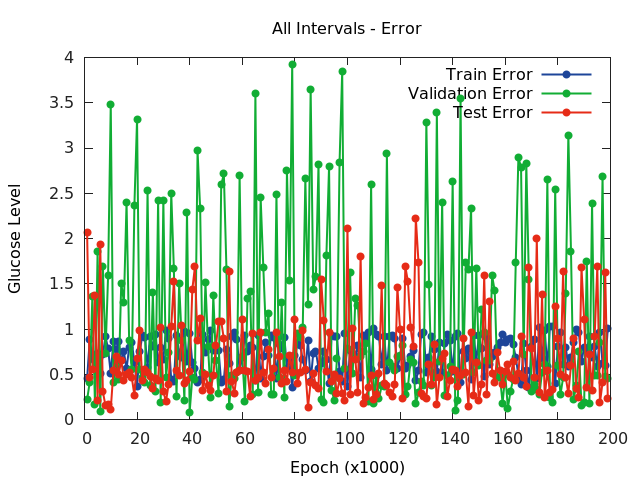 All Intervals - Error
Train Error
Validation Error
Test Error
4
3.5
3
2.5
2
1.5
1
0.5
0
Glucose Level
0 20 40 60 80 100 120 140 160 180 200
Epoch (x1000)